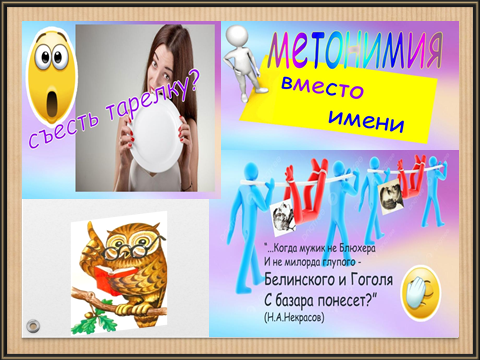 съесть тарелку?
МЕТОНИМИЯ
вместо
имени
"...Когда мужик не Блюхера
И не милорда глупого -
Белинского и Гоголя
С базара понесет?"
(Н.А.Некрасов)